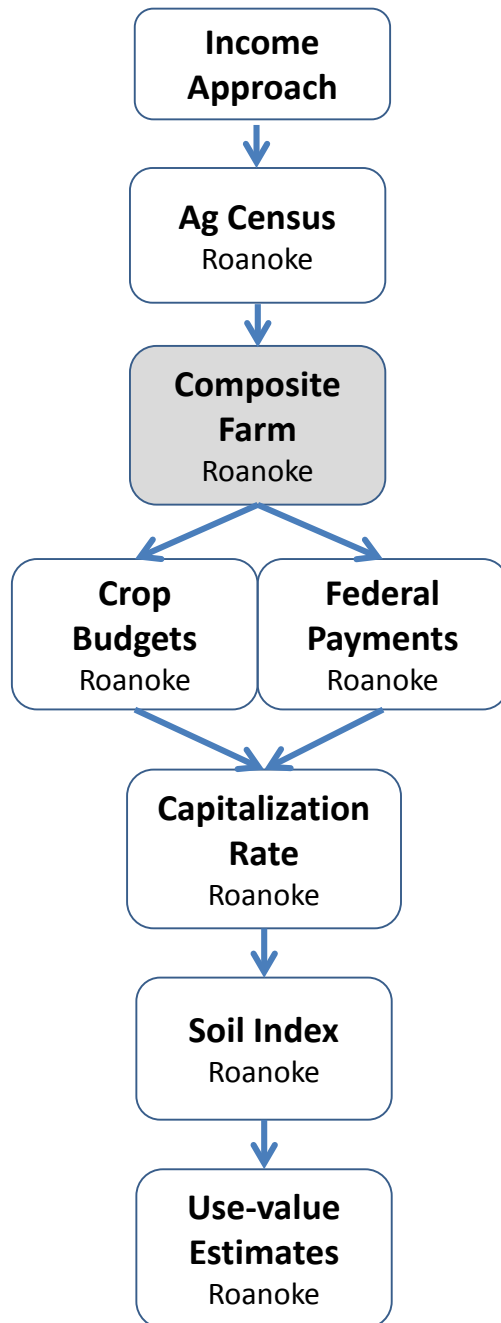 Income
Approach
Ag Census
Roanoke
Composite
Farm
Roanoke
Crop
Budgets
Roanoke
Federal
Payments
Roanoke
Capitalization
Rate
Roanoke
Soil Index
Roanoke
Use-value
Estimates
Roanoke